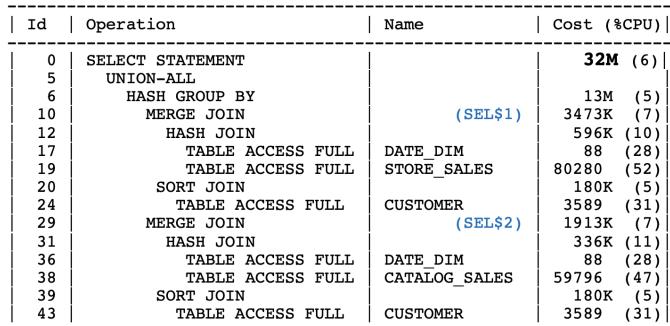 | Id | Operation | Name | Cost (%CPU)|
| 0 | SELECT STATEMENT | | 32M (6)|
| 5 | UNION-ALL | | |
| 6 | HASH GROUP BY | | 13M (5)|
| 10 | MERGE JOIN | (SEL$1) | 3473K (7)|
| 12 | HASH JOIN | | 596K (10)|
| 17 | TABLE ACCESS FULL | DATE_DIM | 88 (28)|
| 19 | TABLE ACCESS FULL | STORE_SALES | 80280 (52)|
| 20 | SORT JOIN | | 180K (5)|
| 24 | TABLE ACCESS FULL | CUSTOMER | 3589 (31)|
| 29 | MERGE JOIN | (SEL$2) | 1913K (7)|
| 31 | HASH JOIN | | 336K (11)|
| 36 | TABLE ACCESS FULL | DATE_DIM | 88 (28)|
| 38 | TABLE ACCESS FULL | CATALOG_SALES | 59796 (47)|
| 39 | SORT JOIN | | 180K (5)|
| 43 | TABLE ACCESS FULL | CUSTOMER | 3589 (31)|